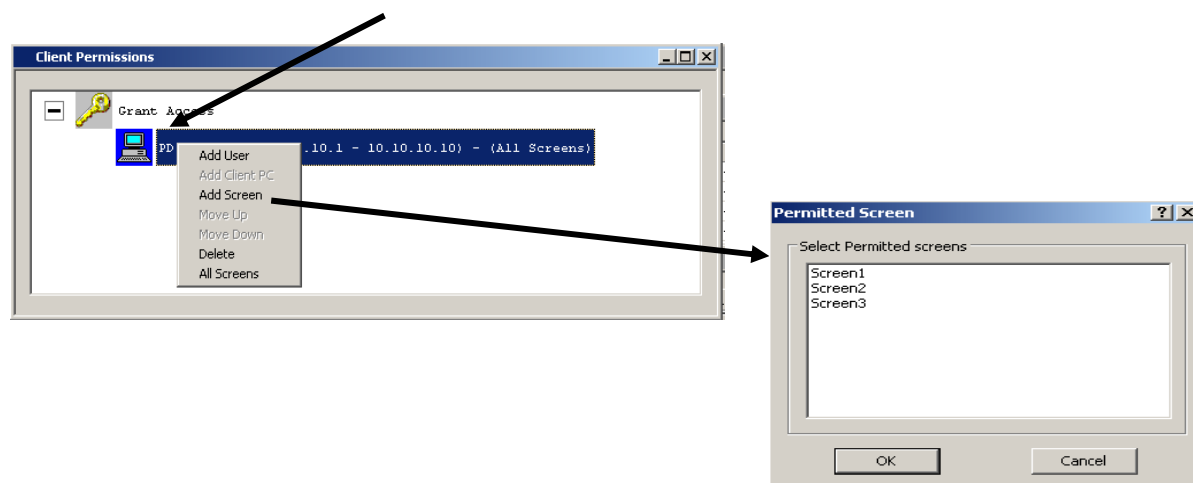 Client Permissions
Grant Access
PD .10.1 - 10.10.10.10) - (All Screens)
Add User
Add Client PC
Add Screen
Move Up
Move Down
Delete
All Screens
Permitted Screen
Select Permitted screens
Screen1
Screen2
Screen3
OK
Cancel